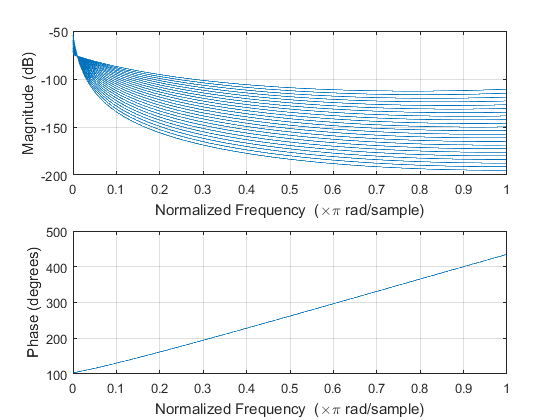 -50
-100
-150
-200
Magnitude (dB)
0 0.1 0.2 0.3 0.4 0.5 0.6 0.7 0.8 0.9 1
Normalized Frequency (×π rad/sample)
500
400
300
200
100
Phase (degrees)
0 0.1 0.2 0.3 0.4 0.5 0.6 0.7 0.8 0.9 1
Normalized Frequency (×π rad/sample)